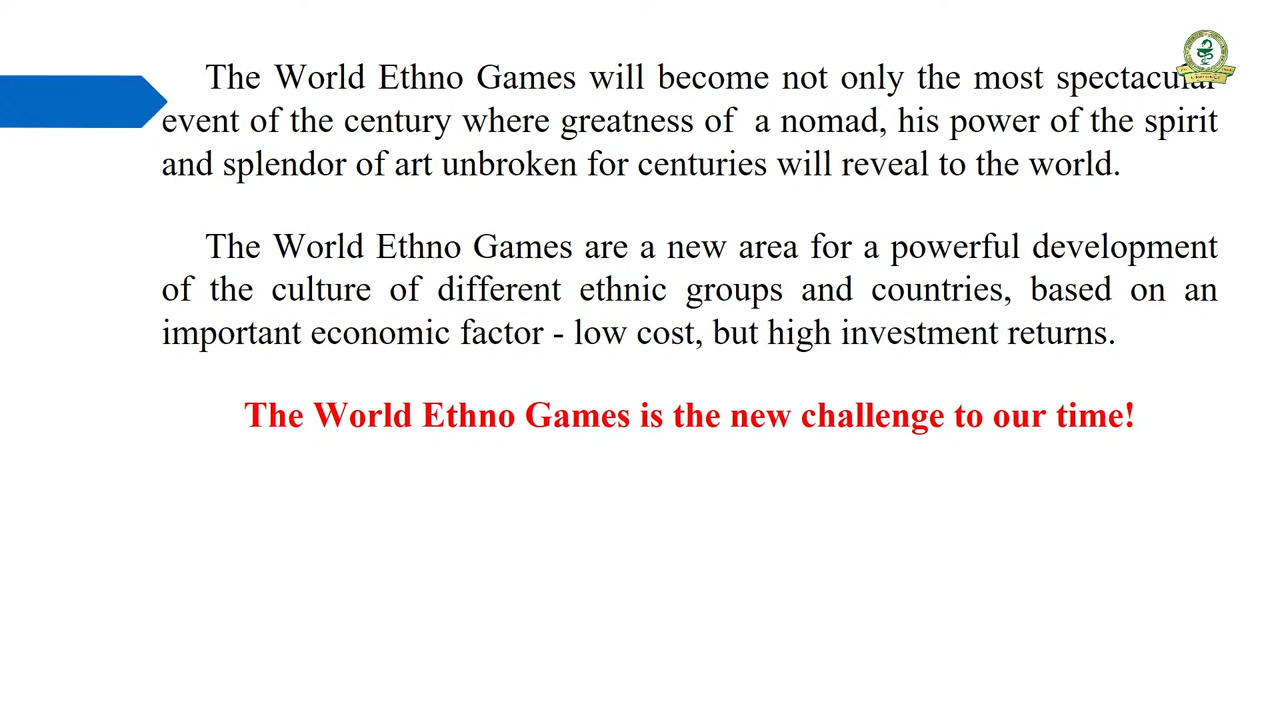 The World Ethno Games will become not only the most spectacular
event of the century where greatness of a nomad, his power of the spirit
and splendor of art unbroken for centuries will reveal to the world.
The World Ethno Games are a new area for a powerful development
of the culture of different ethnic groups and countries, based on an
important economic factor - low cost, but high investment returns.
The World Ethno Games is the new challenge to our time!